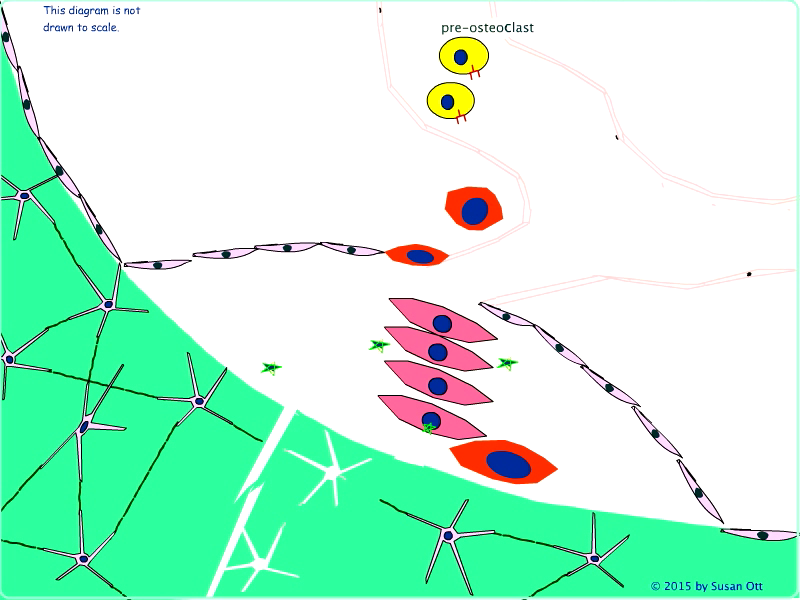 This diagram is not
drawn to scale.
pre-osteoclast
© 2015 by Susan Ott